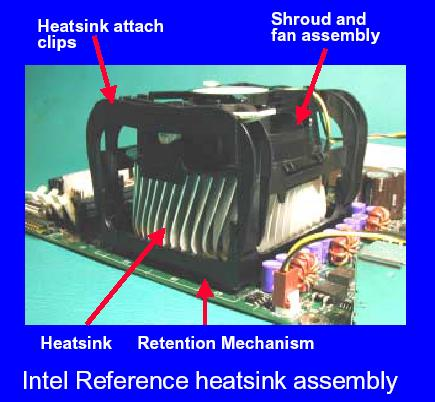 Heatsink attach
clips
Shroud and
fan assembly
Heatsink
Retention Mechanism
Intel Reference heatsink assembly